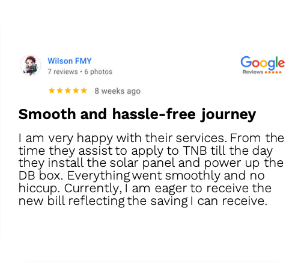 Wilson FMY
7 reviews • 6 photos
Google
Reviews ★★★★★
★★★★★ 8 weeks ago
Smooth and hassle-free journey
I am very happy with their services. From the
time they assist to apply to TNB till the day
they install the solar panel and power up the
DB box. Everything went smoothly and no
hiccup. Currently, I am eager to receive the
new bill reflecting the saving I can receive.